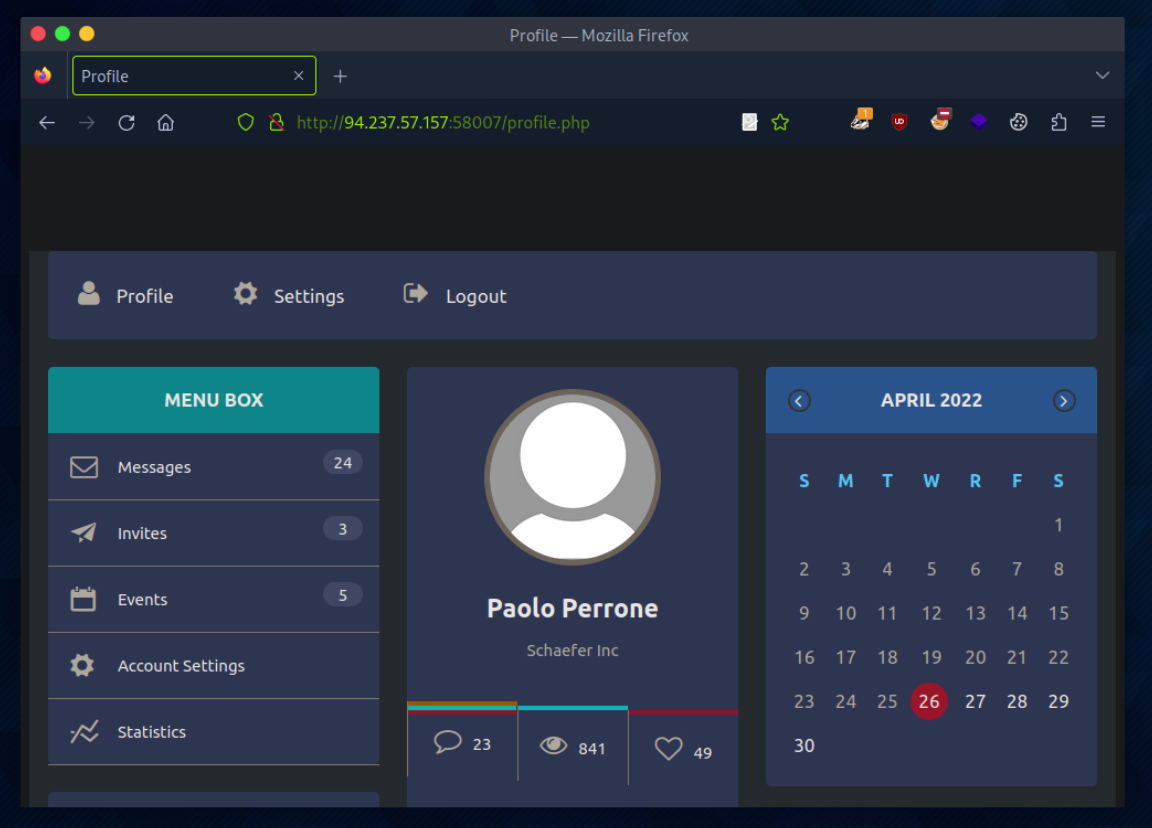 Profile — Mozilla Firefox
Profile
http://94.237.57.157:58007/profile.php
1
Profile Settings Logout
MENU BOX
Messages 24
Invites 3
Events 5
Account Settings
Statistics
Paolo Perrone
Schaefer Inc
23 841 49
APRIL 2022
S M T W R F S
1
2 3 4 5 6 7 8
9 10 11 12 13 14 15
16 17 18 19 20 21 22
23 24 25 26 27 28 29
30